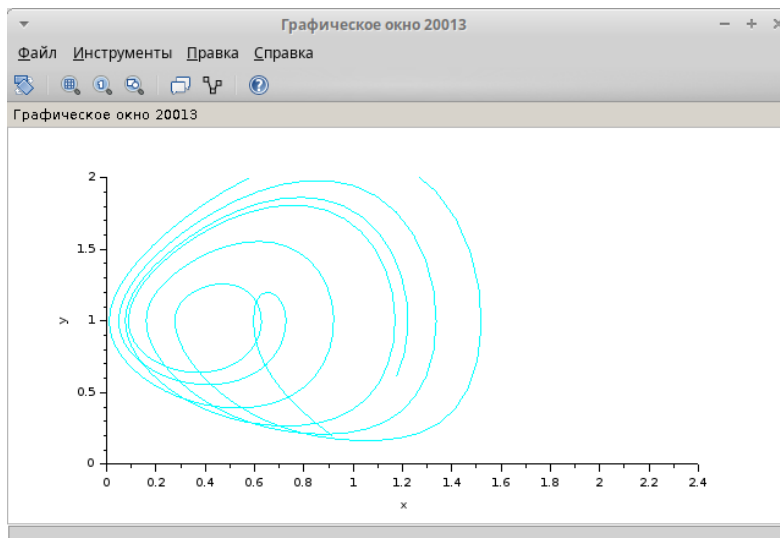 Графическое окно 20013
Файл Инструменты Правка Справка
Графическое окно 20013
2
1.5
1
0.5
0
y
0 0.2 0.4 0.6 0.8 1 1.2 1.4 1.6 1.8 2 2.2 2.4
x